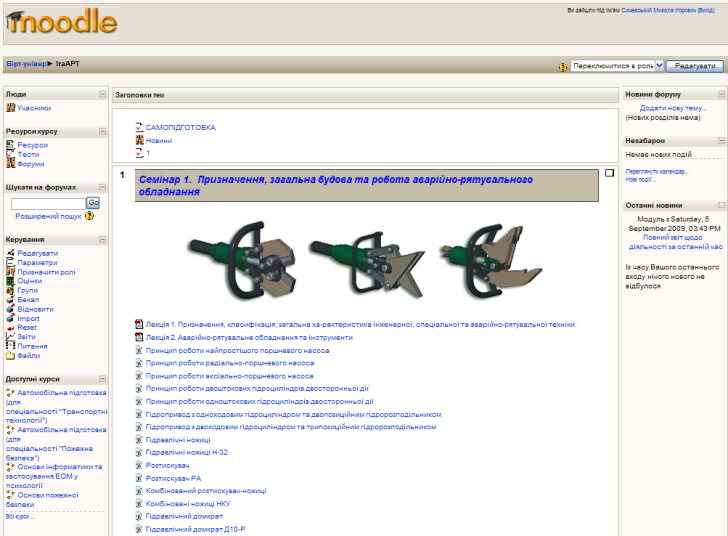 moodle
Ви зайшли під ім'ям Сичевський Микола Ігорович (Вихід)
Вірт-універ ► IraАРТ
Переключитися в роль
Редагувати
Люди
Учасники
Ресурси курсу
Ресурси
Тести
Форуми
Шукати на форумах
Go
Розширений пошук
Керування
Редагувати
Параметри
Призначити ролі
Оцінки
Групи
Бекап
Відновити
Import
Reset
Звіти
Питання
Файли
Доступні курси
Автомобільна підготовка
(для
спеціальності "Транспортні
технології")
Автомобільна підготовка
(для
спеціальності "Пожежна
безпека")
Основи інформатики та
застосування ЕОМ у
психології
Основи пожежної
безпеки
Всі курси ...
Заголовки тем
САМОПІДГОТОВКА
Новини
1
1
Семінар 1. Призначення, загальна будова та робота аварійно-рятувального
обладнання
Лекція 1. Призначення, класифікація, загальна ха-рактеристика інженерної, спеціальної та аварійно-рятувальної техніки.
Лекція 2. Аварійно-рятувальне обладнання та інструменти
Принцип роботи найпростішого поршневого насоса
Принцип роботи радіально-поршневого насоса
Принцип роботи аксіально-поршневого насоса
Принцип роботи двоштокових гідроциліндрів двосторонньої дії
Принцип роботи одноштокових гідроциліндрів двосторонньої дії
Гідропривод з одноходовим гідроциліндром та двопозиційним гідророзподільником
Гідропривод з двоходовим гідроциліндром та трипозиційним гідророзподільником
Гідравлічні ножиці
Гідравлічні ножиці Н-32
Розтискувач
Розтискувач РА
Комбінований розтискувач-ножиці
Комбіновані ножиці НКУ
Гідравлічний домкрат
Гідравлічний домкрат Д10-Р
Новини форуму
Додати нову тему...
(Нових розділів нема)
Незабаром
Немає нових подій
Переглянути календар...
Нові події...
Останні новини
Модуль з Saturday, 5
September 2009, 03:43 PM
Повний звіт щодо
діяльності за останній час
Із часу Вашого останнього
входу нічого нового не
відбулося